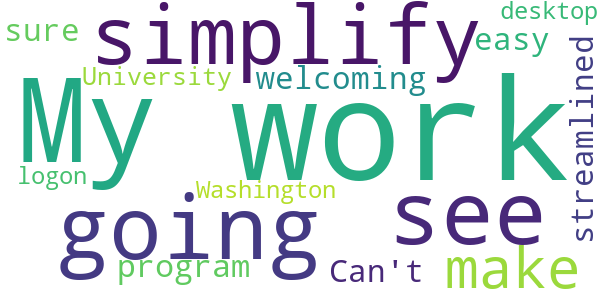 desktop
sure
simplify
easy
University
welcoming
My work
streamlined
logon
Washington
going
see
program
Can't
make